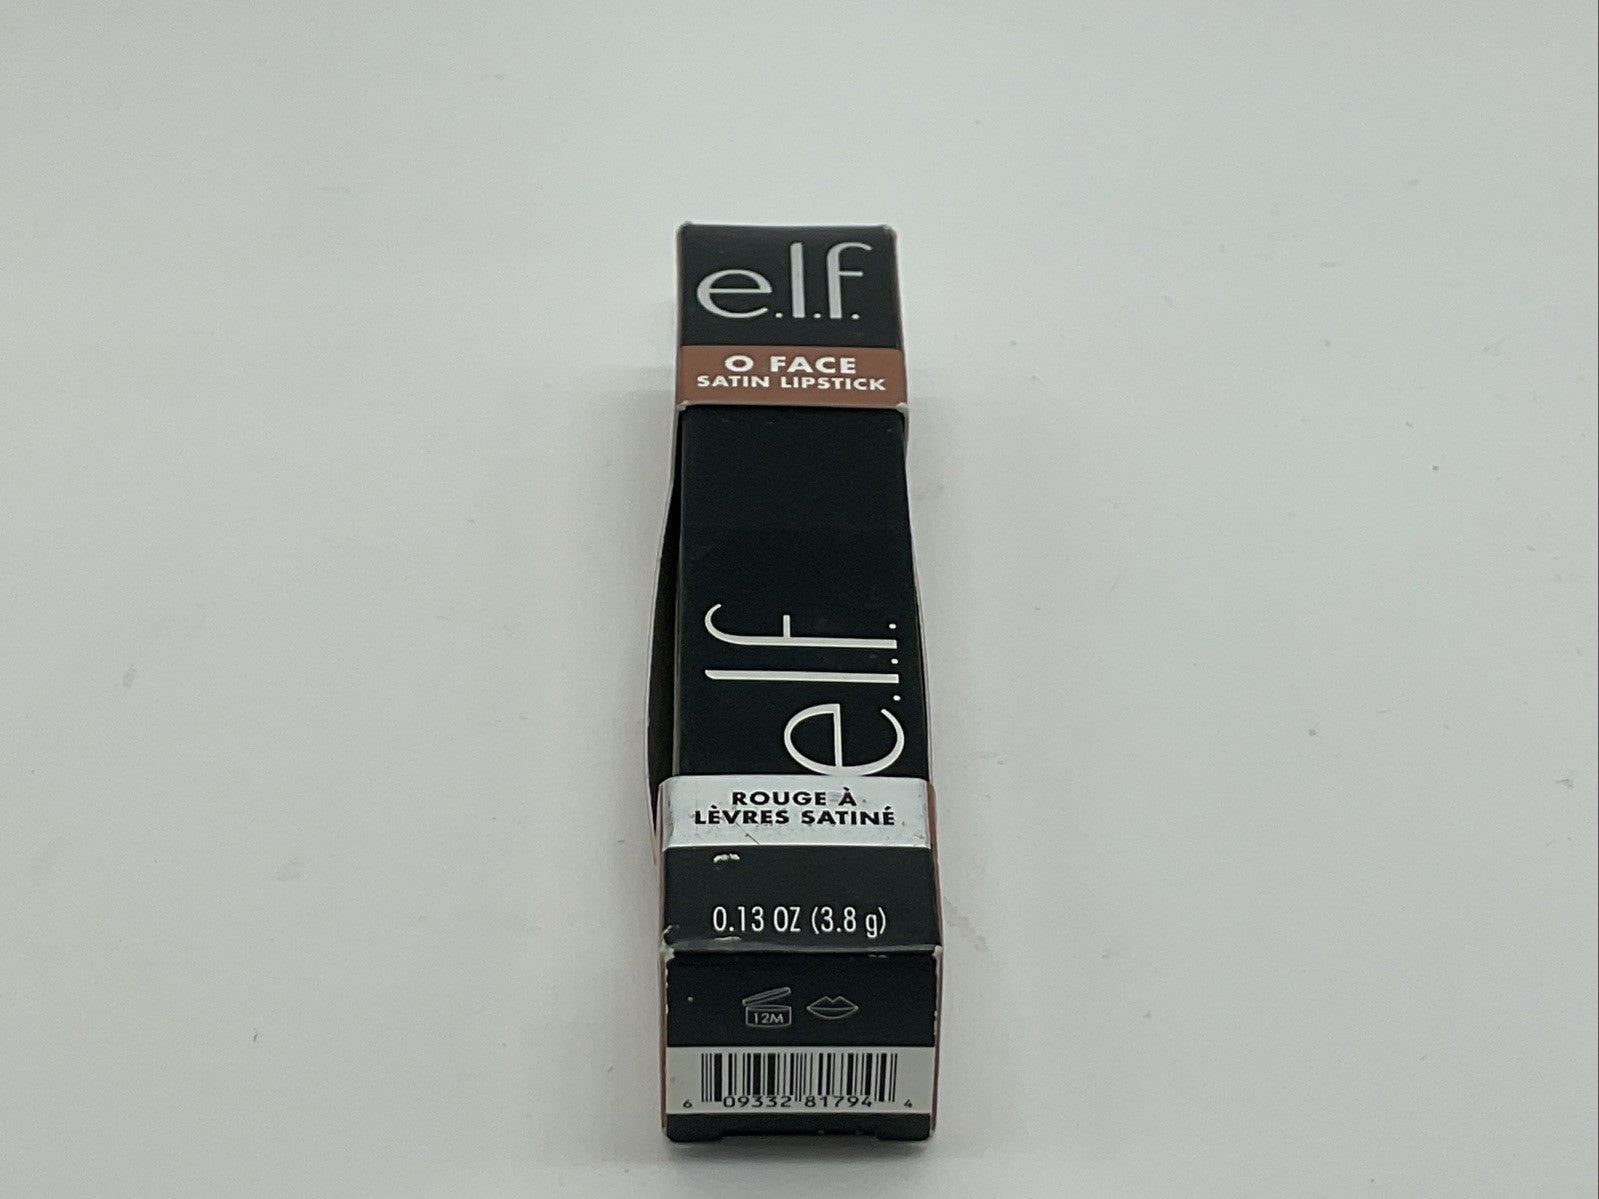 e.l.f.
O FACE
SATIN LIPSTICK
e.l.f.
ROUGE À
LÈVRES SATINÉ
0.13 OZ (3.8 g)
12M
6 09332 81794 4